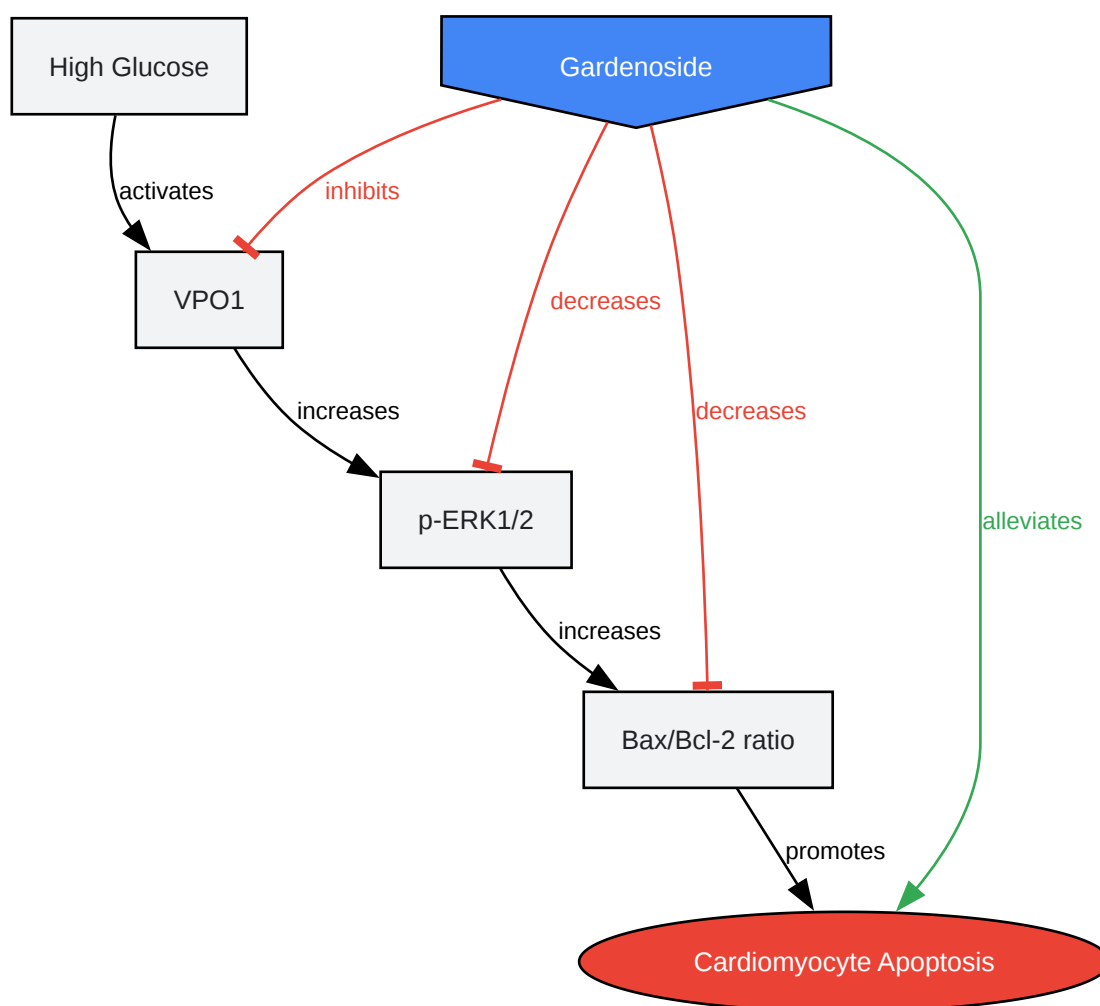 High Glucose
Gardenoside
activates
inhibits
VPO1
decreases
increases
decreases
p-ERK1/2
alleviates
increases
Bax/Bcl-2 ratio
promotes
Cardiomyocyte Apoptosis